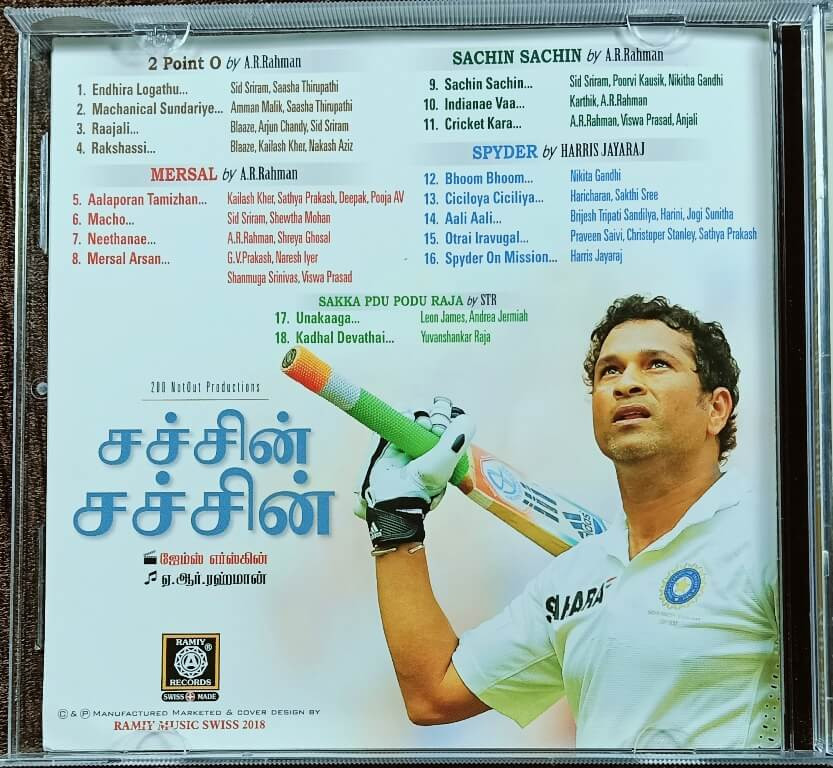 2 Point O by A.R.Rahman
1. Endhira Logathu... Sid Sriram, Saasha Thirupathi
2. Machanical Sundariye... Amman Malik, Saasha Thirupathi
3. Raajali... Blaaze, Arjun Chandy, Sid Sriram
4. Rakshassi... Blaaze, Kailash Kher, Nakash Aziz
MERSAL by A.R.Rahman
5. Aalaporan Tamizhan... Kailash Kher, Sathya Prakash, Deepak, Pooja AV
6. Macho... Sid Sriram, Shewtha Mohan
7. Neethanae... A.R.Rahman, Shreya Ghosal
8. Mersal Arsan... G.V.Prakash, Naresh Iyer
Shanmuga Srinivas, Viswa Prasad
SACHIN SACHIN by A.R.Rahman
9. Sachin Sachin... Sid Sriram, Poorvi Kausik, Nikitha Gandhi
10. Indianae Vaa... Karthik, A.R.Rahman
11. Cricket Kara... A.R.Rahman, Viswa Prasad, Anjali
SPYDER by HARRIS JAYARAJ
12. Bhoom Bhoom... Nikita Gandhi
13. Ciciloya Ciciliya... Haricharan, Sakthi Sree
14. Aali Aali... Brijesh Tripati Sandilya, Harini, Jogi Sunitha
15. Otrai Iravugal... Praveen Saivi, Christoper Stanley, Sathya Prakash
16. Spyder On Mission... Harris Jayaraj
SAKKA PDU PODU RAJA by STR
17. Unakaaga... Leon James, Andrea Jermiah
18. Kadhal Devathai... Yuvanshankar Raja
200 NotOut Productions
சச்சின்
சச்சின்
ஜேம்ஸ் எர்ஸ்கின்
ஏ.ஆர்.ரஹ்மான்
adidas
SAHARA
RAMIY
A ®
RECORDS
SWISS MADE
© & ℗ MANUFACTURED MARKETED & COVER DESIGN BY
RAMIY MUSIC SWISS 2018